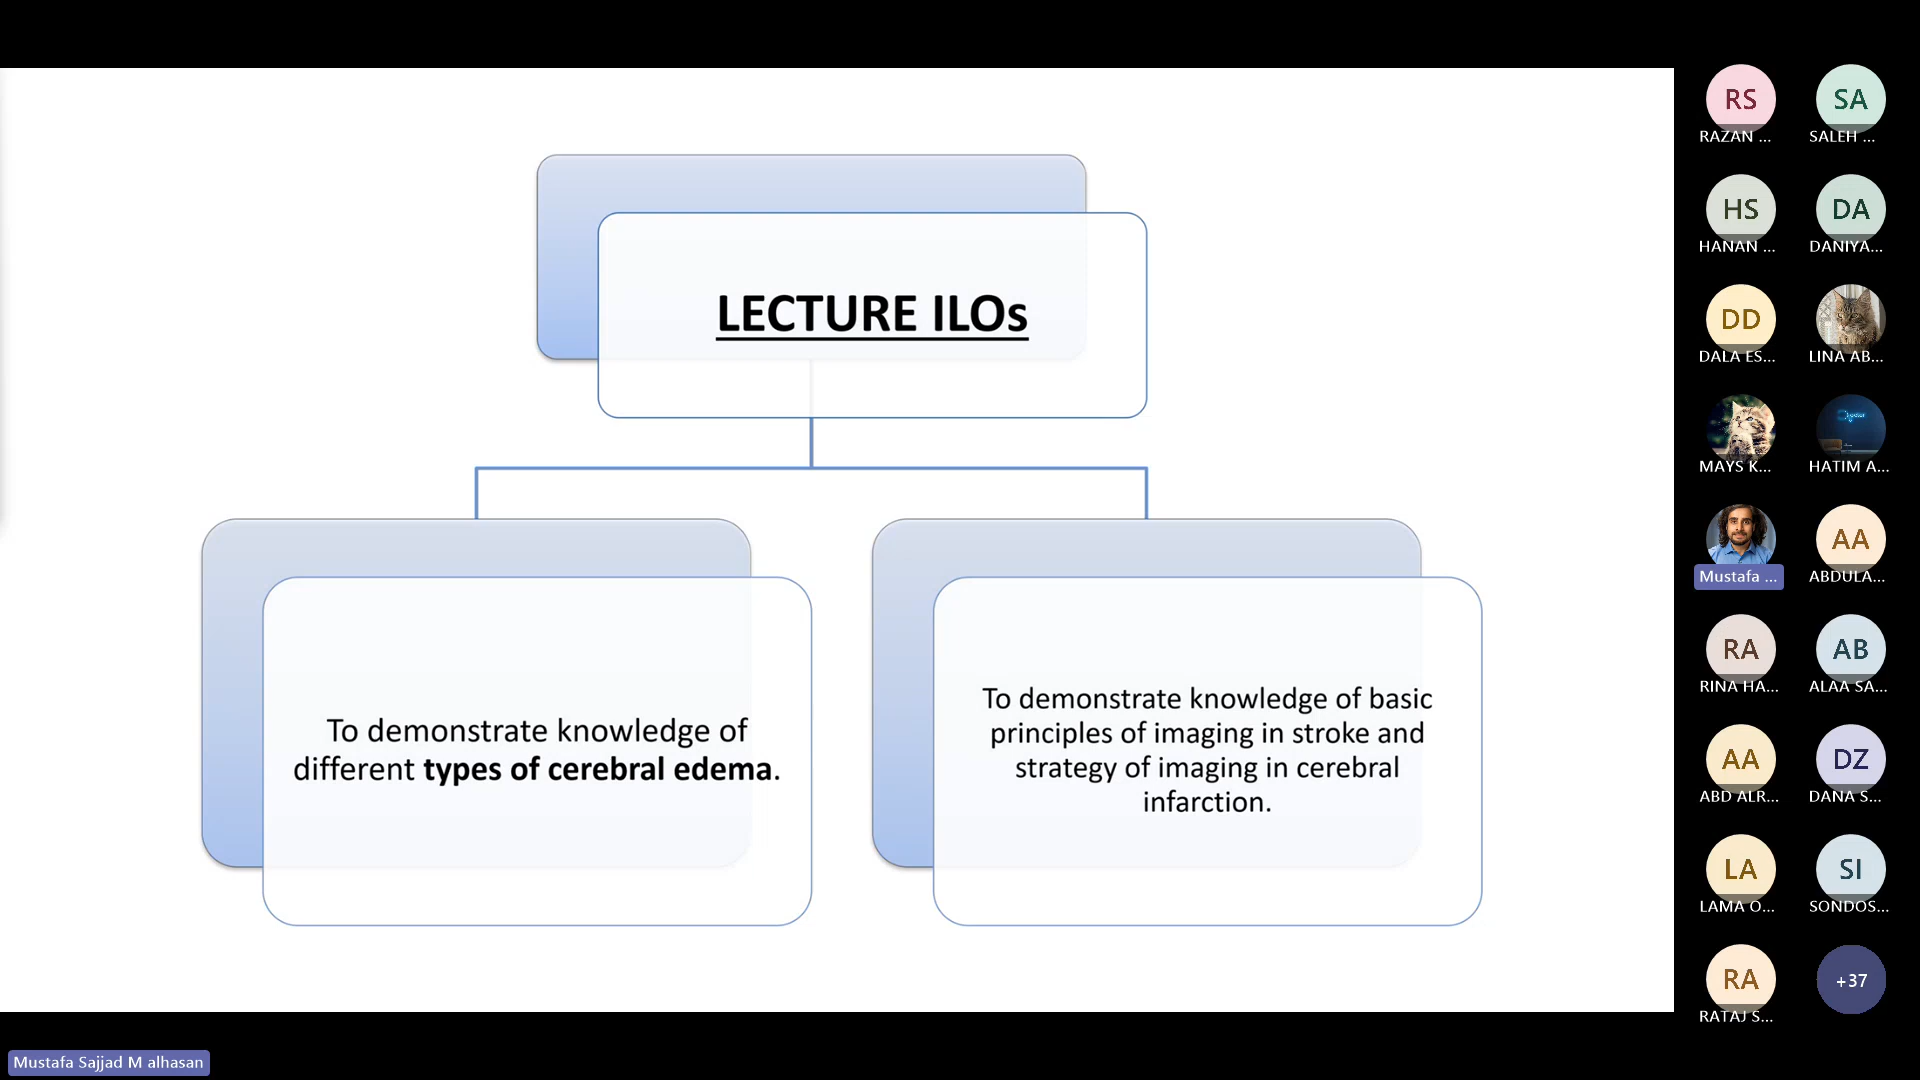 LECTURE ILOs
To demonstrate knowledge of
different types of cerebral edema.
To demonstrate knowledge of basic
principles of imaging in stroke and
strategy of imaging in cerebral
infarction.
RS
RAZAN ...
SA
SALEH ...
HS
HANAN ...
DA
DANIYA...
DD
DALA ES...
LINA AB...
MAYS K...
HATIM A...
Mustafa ...
AA
ABDULA...
RA
RINA HA...
AB
ALAA SA...
AA
ABD ALR...
DZ
DANA S...
LA
LAMA O...
SI
SONDOS...
RA
RATAJ S...
+37
Mustafa Sajjad M alhasan